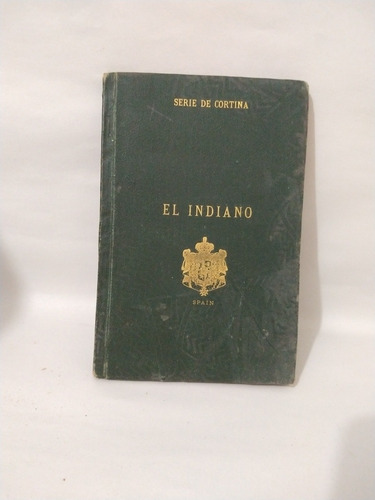 SERIE DE CORTINA
EL INDIANO
SPAIN